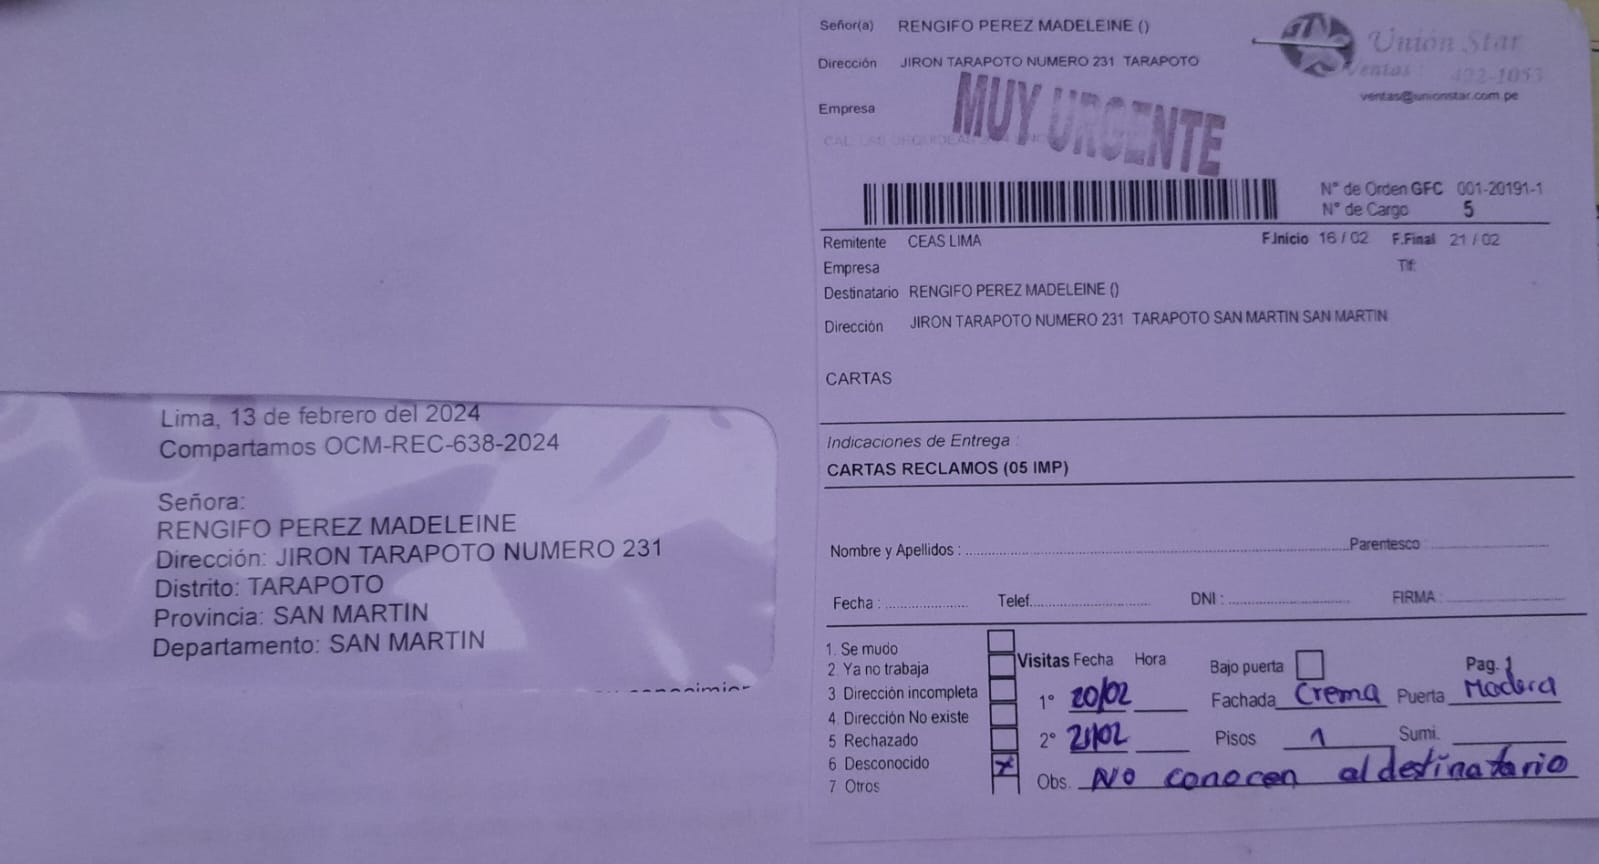 Lima, 13 de febrero del 2024
Compartamos OCM-REC-638-2024
Señora:
RENGIFO PEREZ MADELEINE
Dirección: JIRON TARAPOTO NUMERO 231
Distrito: TARAPOTO
Provincia: SAN MARTIN
Departamento: SAN MARTIN
Señor(a) RENGIFO PEREZ MADELEINE ()
Dirección JIRON TARAPOTO NUMERO 231 TARAPOTO
Empresa
MUY URGENTE
Unión Star
Ventas : 422-1053
ventas@unionstar.com.pe
N° de Orden GFC 001-20191-1
N° de Cargo 5
Remitente CEAS LIMA F.Inicio 16 / 02 F.Final 21 / 02
Empresa Tlf:
Destinatario RENGIFO PEREZ MADELEINE ()
Dirección JIRON TARAPOTO NUMERO 231 TARAPOTO SAN MARTIN SAN MARTIN
CARTAS
Indicaciones de Entrega :
CARTAS RECLAMOS (05 IMP)
Nombre y Apellidos : Parentesco
Fecha : Telef. DNI : FIRMA :
1. Se mudo
2 Ya no trabaja
3 Dirección incompleta
4. Dirección No existe
5 Rechazado
6 Desconocido X
7 Otros
Visitas Fecha Hora Bajo puerta Pag. 1
1° 20/02 Fachada Crema Puerta Madera
2° 21/02 Pisos 1 Sumi.
Obs. No conocen al destinatario